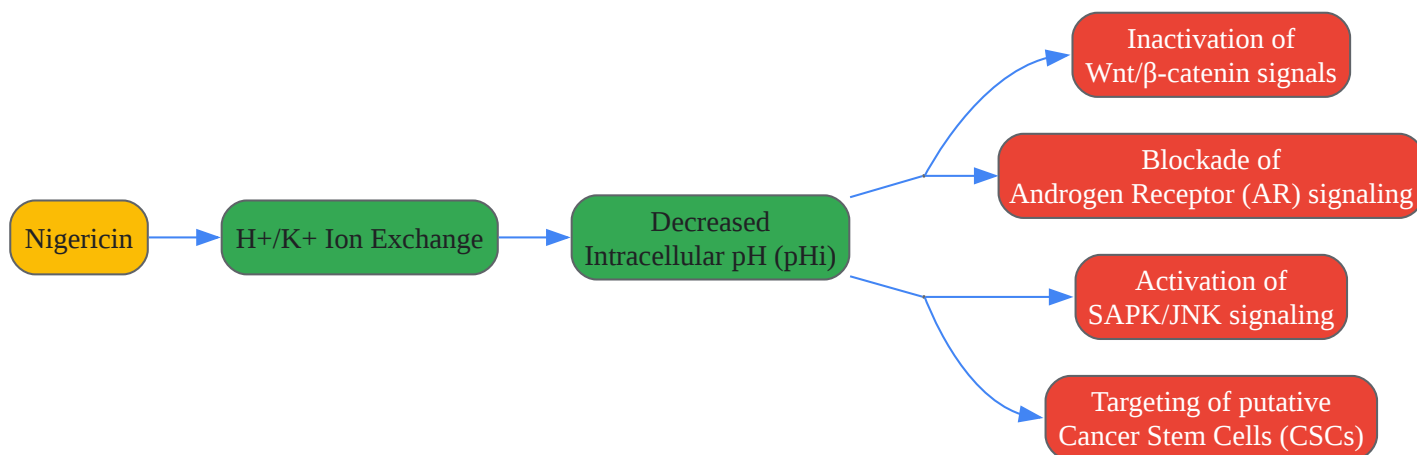 Nigericin
H+/K+ Ion Exchange
Decreased
Intracellular pH (pHi)
Inactivation of
Wnt/β-catenin signals
Blockade of
Androgen Receptor (AR) signaling
Activation of
SAPK/JNK signaling
Targeting of putative
Cancer Stem Cells (CSCs)